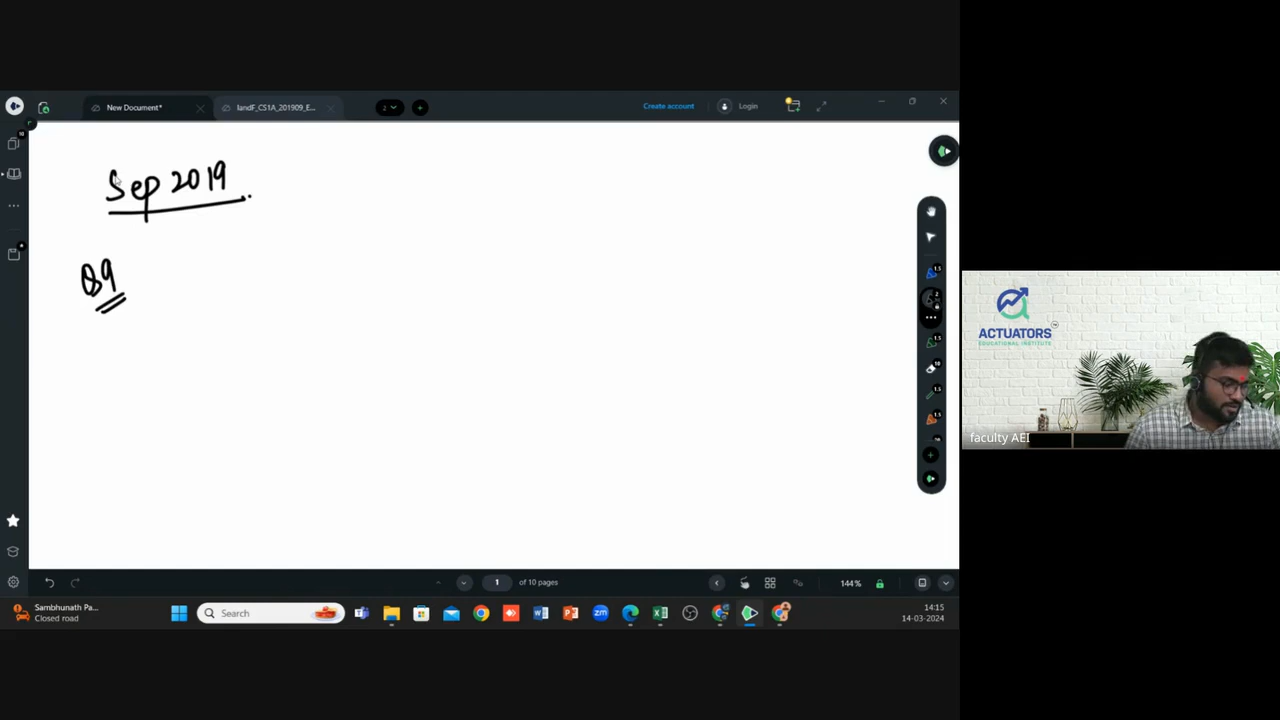 New Document*
IandF_CS1A_201909_E...
2
Create account
Login
Sep 2019.
Q9
ACTUATORS
EDUCATIONAL INSTITUTE
faculty AEI
1 of 10 pages
144%
Sambhunath Pa...
Closed road
Search
14:15
14-03-2024